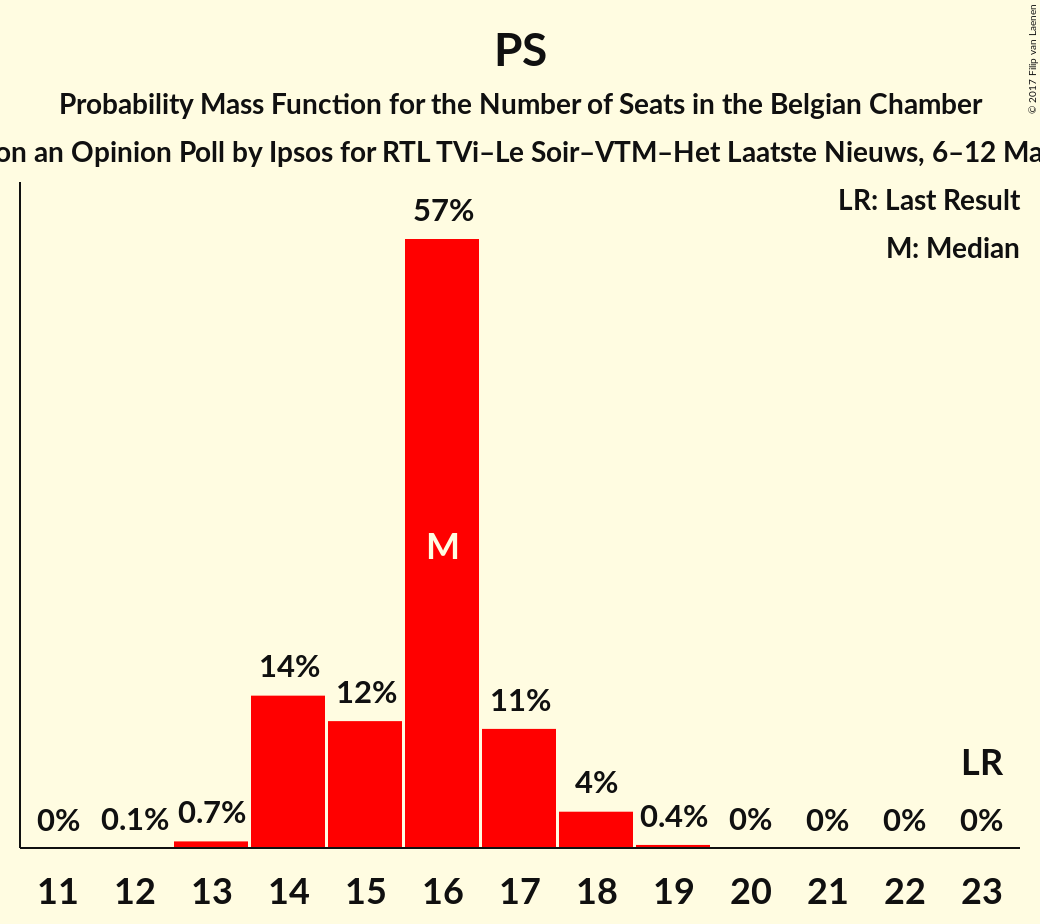 PS
Probability Mass Function for the Number of Seats in the Belgian Chamber
on an Opinion Poll by Ipsos for RTL TVi–Le Soir–VTM–Het Laatste Nieuws, 6–12 Ma
© 2017 Filip van Laenen
LR: Last Result
M: Median
57%
M
14%
12%
11%
4%
LR
0%
0.1%
0.7%
0.4%
0%
0%
0%
0%
11 12 13 14 15 16 17 18 19 20 21 22 23